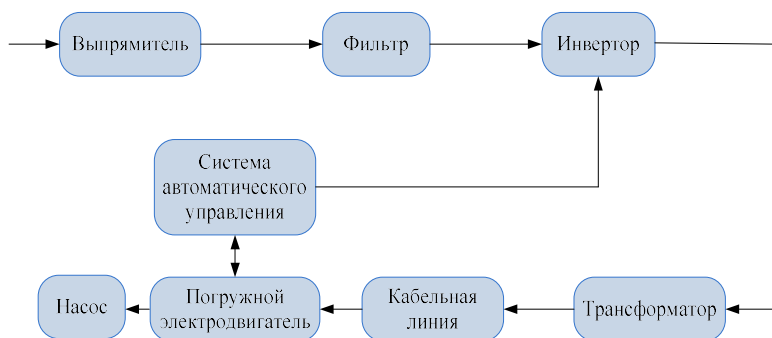 Выпрямитель
Фильтр
Инвертор
Система
автоматического
управления
Насос
Погружной
электродвигатель
Кабельная
линия
Трансформатор